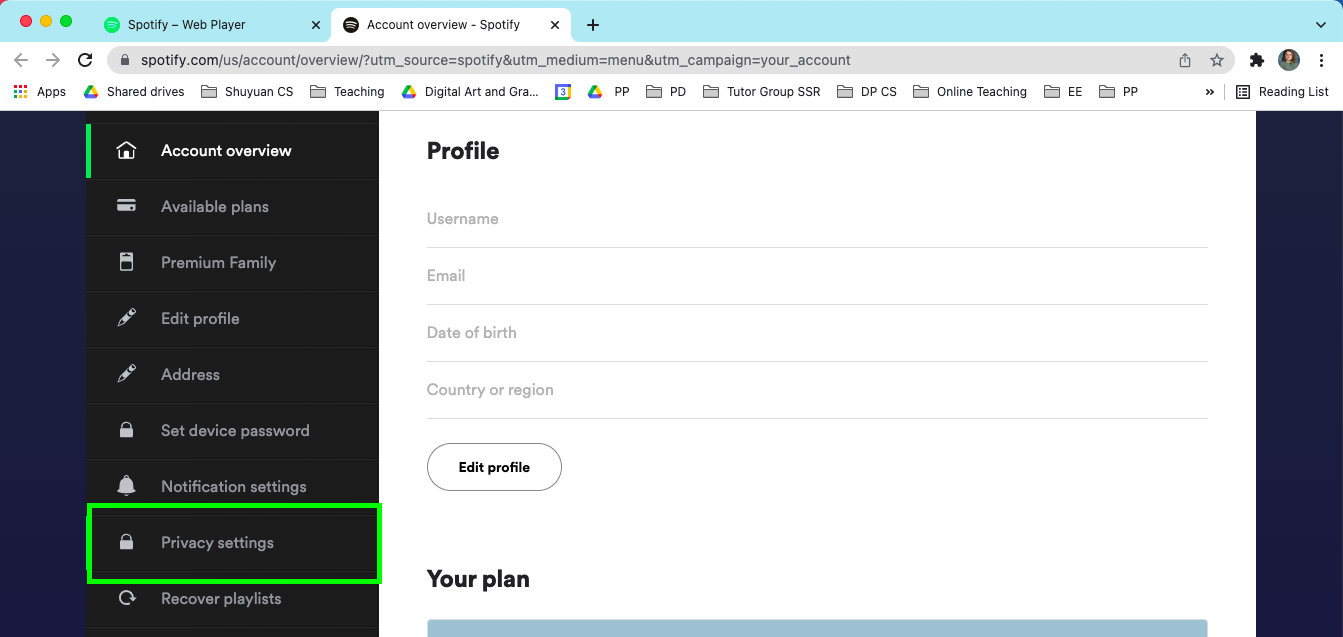 Spotify – Web Player
Account overview - Spotify
spotify.com/us/account/overview/?utm_source=spotify&utm_medium=menu&utm_campaign=your_account
Apps Shared drives Shuyuan CS Teaching Digital Art and Gra... 3 PP PD Tutor Group SSR DP CS Online Teaching EE PP » Reading List
Account overview
Available plans
Premium Family
Edit profile
Address
Set device password
Notification settings
Privacy settings
Recover playlists
Profile
Username
Email
Date of birth
Country or region
Edit profile
Your plan